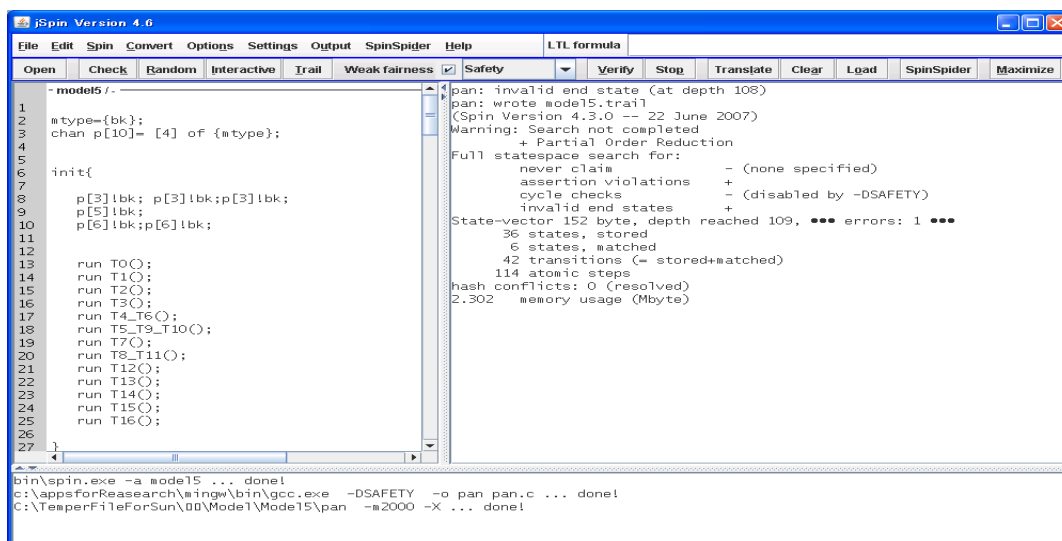 jSpin Version 4.6
File Edit Spin Convert Options Settings Output SpinSpider Help LTL formula
Open Check Random Interactive Trail Weak fairness Safety Verify Stop Translate Clear Load SpinSpider Maximize
- model5 / -
1
2 mtype={bk};
3 chan p[10]= [4] of {mtype};
4
5
6 init{
7
8 p[3]!bk; p[3]!bk;p[3]!bk;
9 p[5]!bk;
10 p[6]!bk;p[6]!bk;
11
12
13 run T0();
14 run T1();
15 run T2();
16 run T3();
17 run T4_T6();
18 run T5_T9_T10();
19 run T7();
20 run T8_T11();
21 run T12();
22 run T13();
23 run T14();
24 run T15();
25 run T16();
26
27 }
pan: invalid end state (at depth 108)
pan: wrote model5.trail
(Spin Version 4.3.0 -- 22 June 2007)
Warning: Search not completed
+ Partial Order Reduction
Full statespace search for:
never claim - (none specified)
assertion violations +
cycle checks - (disabled by -DSAFETY)
invalid end states +
State-vector 152 byte, depth reached 109, ●●● errors: 1 ●●●
36 states, stored
6 states, matched
42 transitions (= stored+matched)
114 atomic steps
hash conflicts: 0 (resolved)
2.302 memory usage (Mbyte)
bin\spin.exe -a model5 ... done!
c:\appsforReasearch\mingw\bin\gcc.exe -DSAFETY -o pan pan.c ... done!
C:\TemperFileForSun\□□\Model\Model5\pan -m2000 -X ... done!